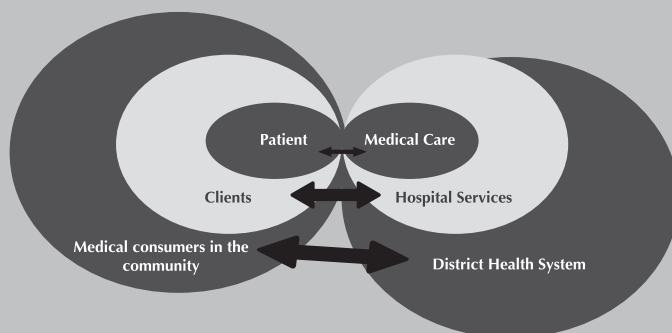 Patient
Medical Care
Clients
Hospital Services
Medical consumers in the
community
District Health System